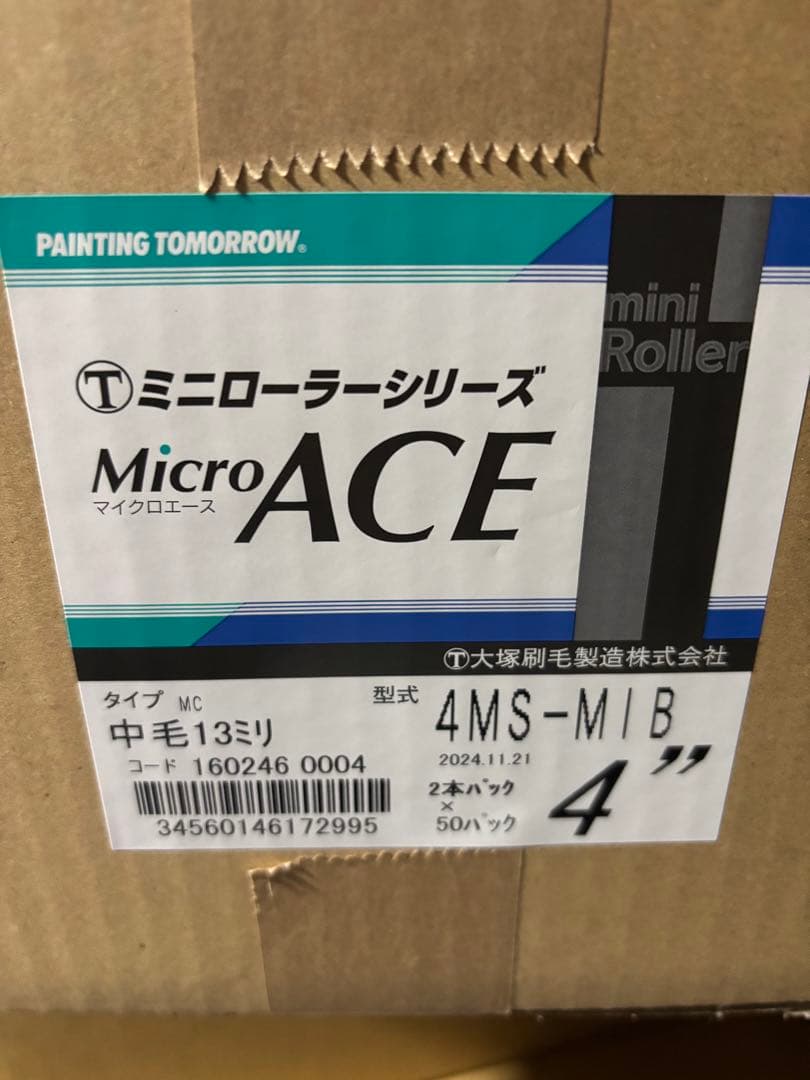 PAINTING TOMORROW®
mini
Roller
Ⓣミニローラーシリーズ
MicroACE
マイクロエース
Ⓣ大塚刷毛製造株式会社
タイプ MC
型式 4MS-MIB
中毛13ミリ
2024.11.21
コード 160246 0004
2本パック
×
50パック
4”
34560146172995